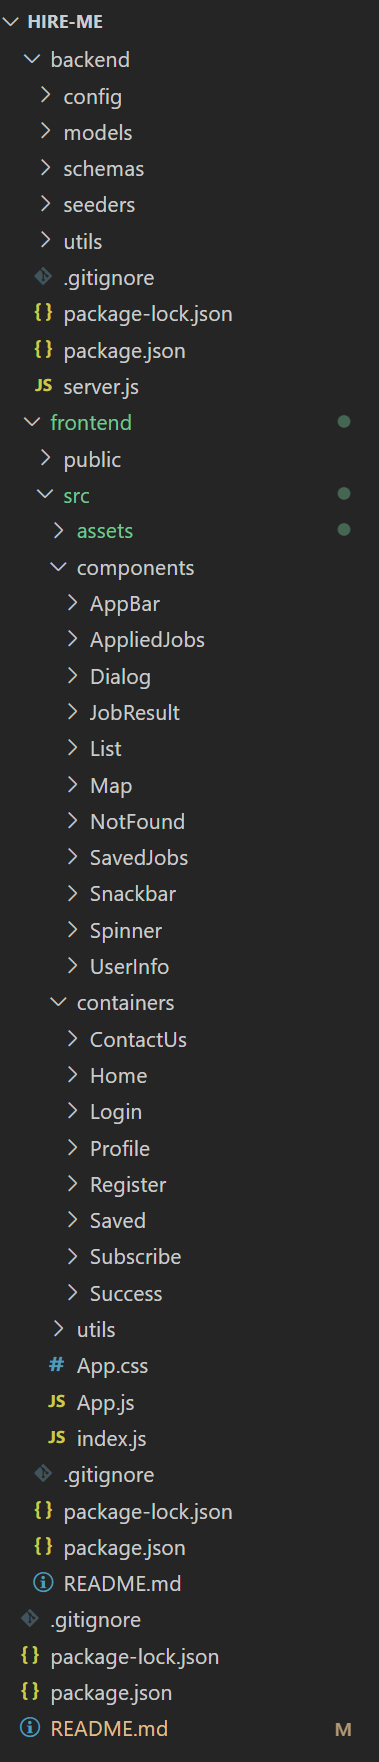 HIRE-ME
backend
config
models
schemas
seeders
utils
.gitignore
{} package-lock.json
{} package.json
JS server.js
frontend
public
src
assets
components
AppBar
AppliedJobs
Dialog
JobResult
List
Map
NotFound
SavedJobs
Snackbar
Spinner
UserInfo
containers
ContactUs
Home
Login
Profile
Register
Saved
Subscribe
Success
utils
# App.css
JS App.js
JS index.js
.gitignore
{} package-lock.json
{} package.json
README.md
.gitignore
{} package-lock.json
{} package.json
README.md M